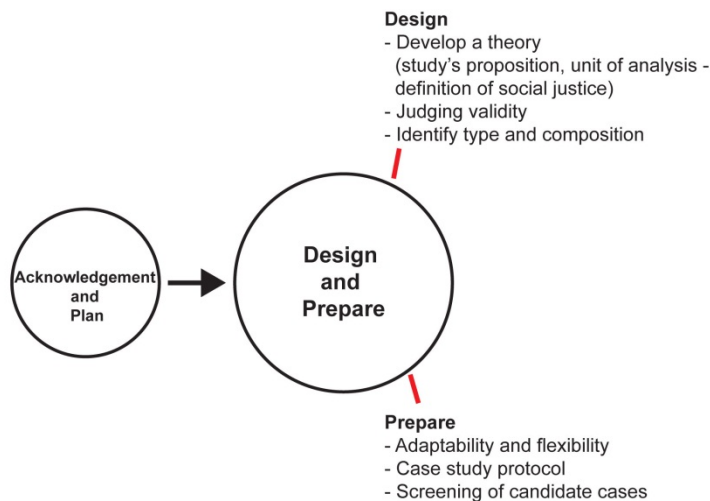 Design
- Develop a theory
(study's proposition, unit of analysis -
definition of social justice)
- Judging validity
- Identify type and composition
Acknowledgement
and
Plan
Design
and
Prepare
Prepare
- Adaptability and flexibility
- Case study protocol
- Screening of candidate cases